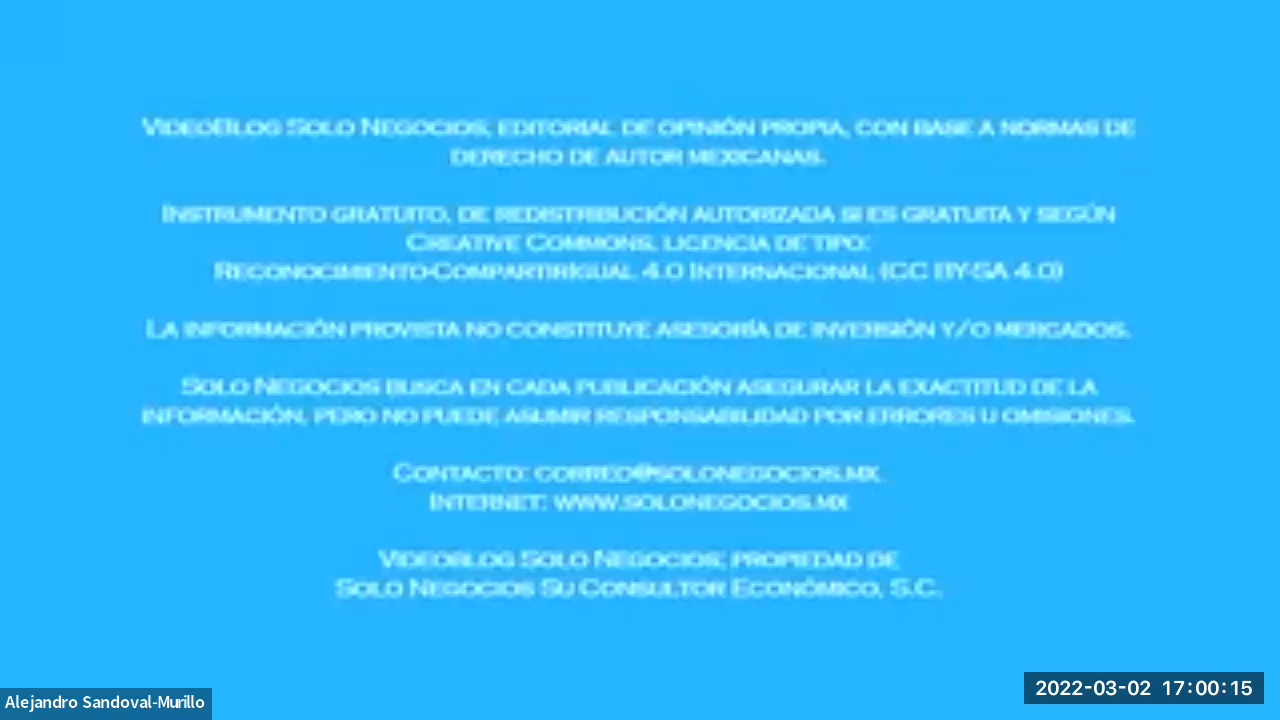 VideoBlog Solo Negocios, editorial de opinión propia, con base a normas de
derecho de autor mexicanas.
Instrumento gratuito, de redistribución autorizada si es gratuita y según
Creative Commons, licencia de tipo:
Reconocimiento-CompartirIgual 4.0 Internacional (CC BY-SA 4.0)
La información provista no constituye asesoría de inversión y/o mercados.
Solo Negocios busca en cada publicación asegurar la exactitud de la
información, pero no puede asumir responsabilidad por errores u omisiones.
Contacto: correo@solonegocios.mx
Internet: www.solonegocios.mx
Videoblog Solo Negocios; propiedad de
Solo Negocios Su Consultor Económico, S.C.
Alejandro Sandoval-Murillo
2022-03-02 17:00:15